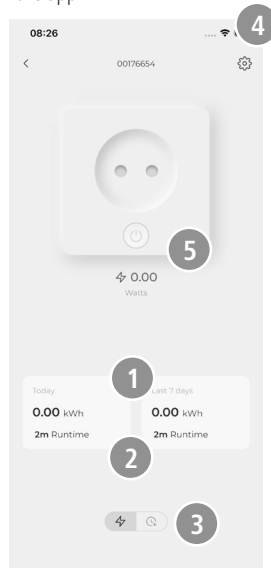 08:26
4
00176654
5
0.00
Watts
1
Today
Last 7 days
0.00 kWh
0.00 kWh
2m Runtime
2m Runtime
2
3